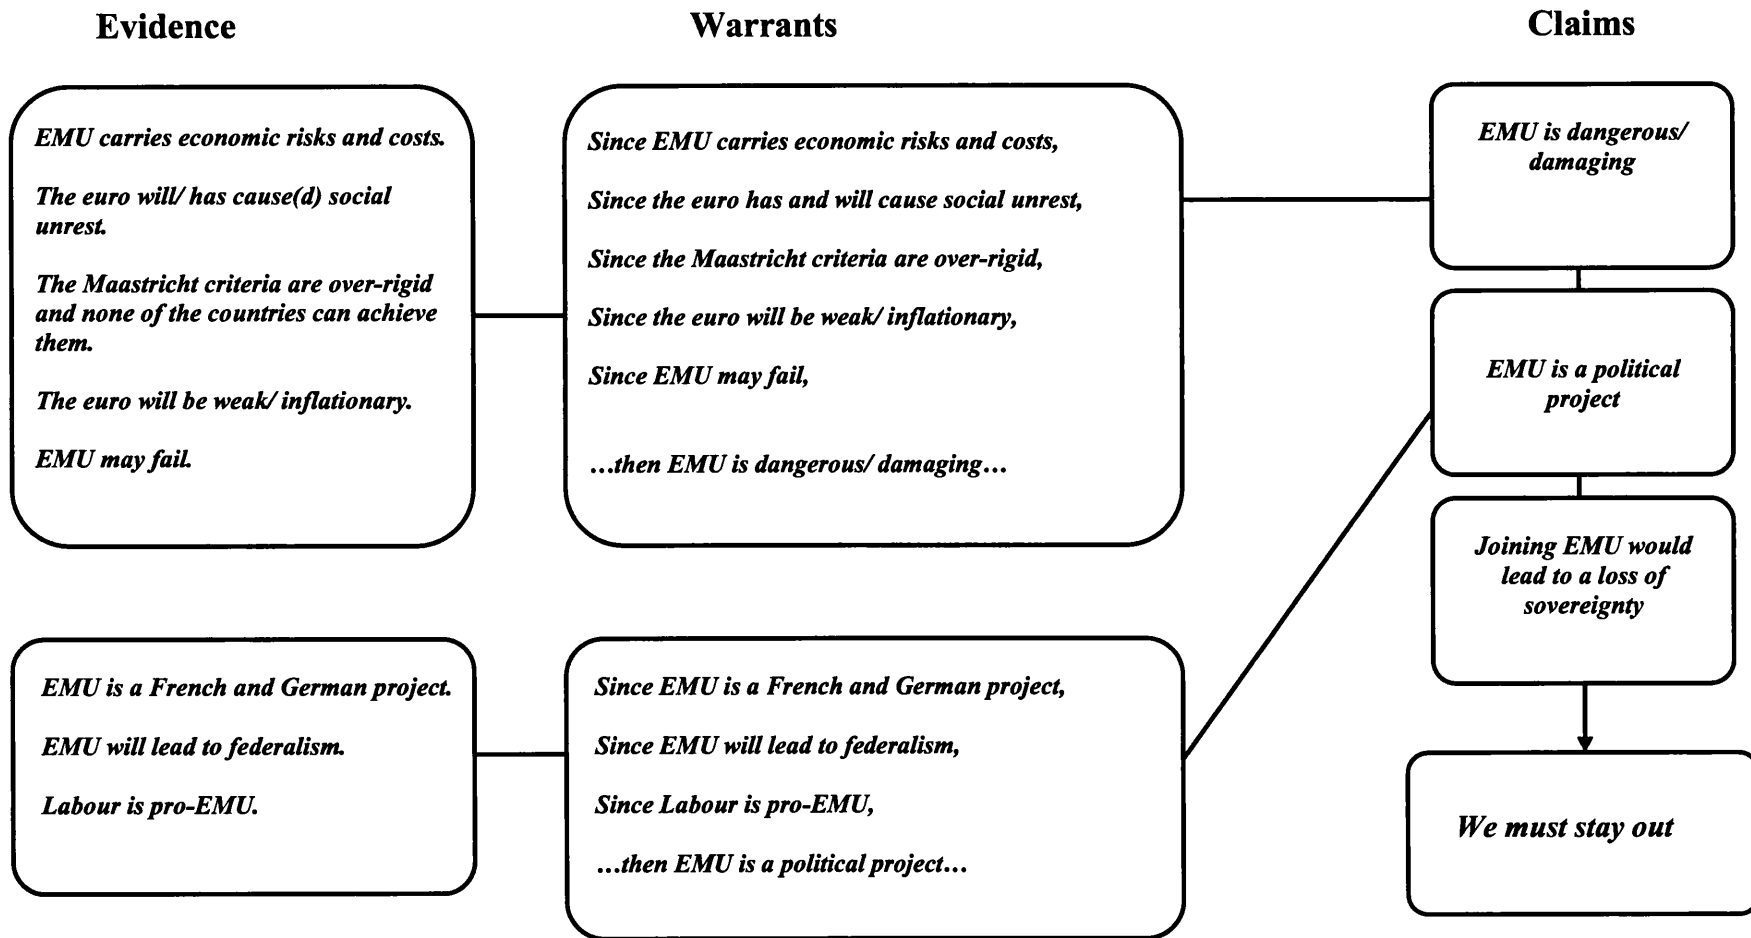 Evidence
Warrants
Claims
EMU carries economic risks and costs.
The euro will/ has cause(d) social
unrest.
The Maastricht criteria are over-rigid
and none of the countries can achieve
them.
The euro will be weak/ inflationary.
EMU may fail.
Since EMU carries economic risks and costs,
Since the euro has and will cause social unrest,
Since the Maastricht criteria are over-rigid,
Since the euro will be weak/ inflationary,
Since EMU may fail,
…then EMU is dangerous/ damaging…
EMU is dangerous/
damaging
EMU is a political
project
Joining EMU would
lead to a loss of
sovereignty
EMU is a French and German project.
EMU will lead to federalism.
Labour is pro-EMU.
Since EMU is a French and German project,
Since EMU will lead to federalism,
Since Labour is pro-EMU,
…then EMU is a political project…
We must stay out